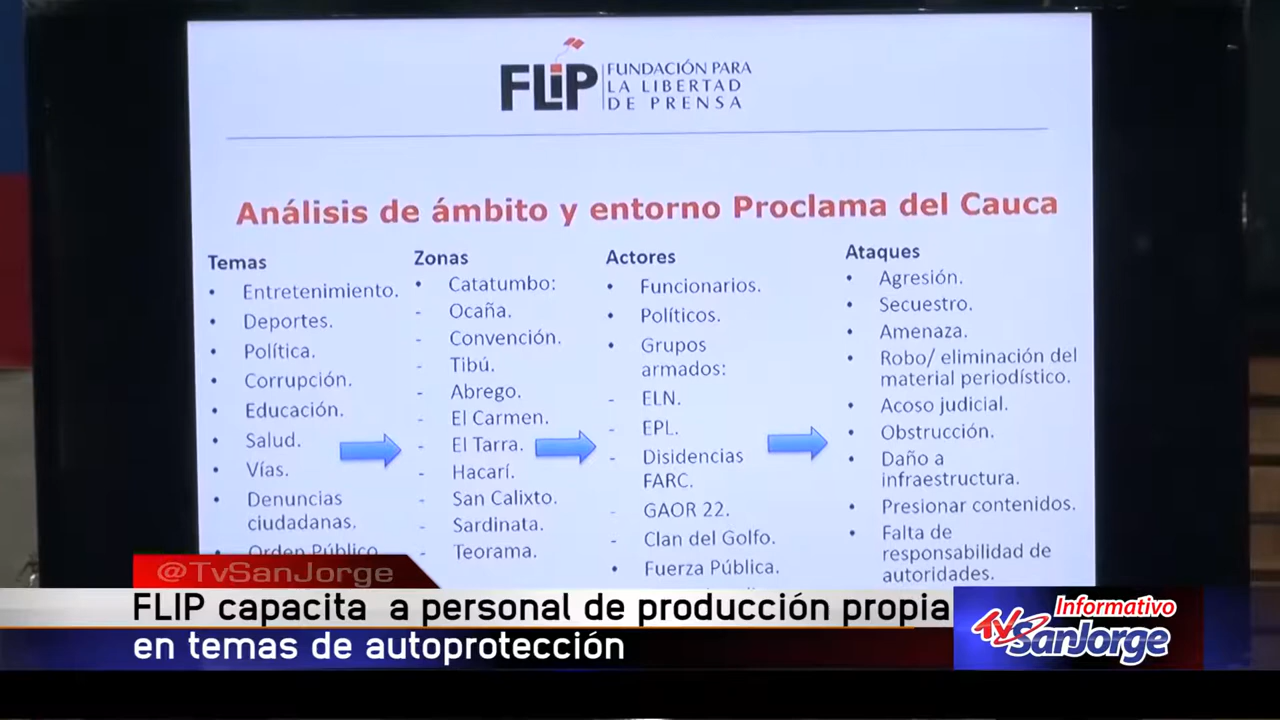 FLiP FUNDACIÓN PARA
LA LIBERTAD
DE PRENSA
Análisis de ámbito y entorno Proclama del Cauca
Temas
• Entretenimiento.
• Deportes.
• Política.
• Corrupción.
• Educación.
• Salud.
• Vías.
• Denuncias
ciudadanas.
Orden Público
Zonas
• Catatumbo:
- Ocaña.
- Convención.
- Tibú.
- Abrego.
- El Carmen.
- El Tarra.
- Hacarí.
- San Calixto.
- Sardinata.
- Teorama.
Actores
• Funcionarios.
• Políticos.
• Grupos
armados:
- ELN.
- EPL.
- Disidencias
FARC.
- GAOR 22.
- Clan del Golfo.
• Fuerza Pública.
Ataques
• Agresión.
• Secuestro.
• Amenaza.
• Robo/ eliminación del
material periodístico.
• Acoso judicial.
• Obstrucción.
• Daño a
infraestructura.
• Presionar contenidos.
• Falta de
responsabilidad de
autoridades.
@TvSanJorge
FLIP capacita a personal de producción propia
en temas de autoprotección
Informativo
TV SanJorge